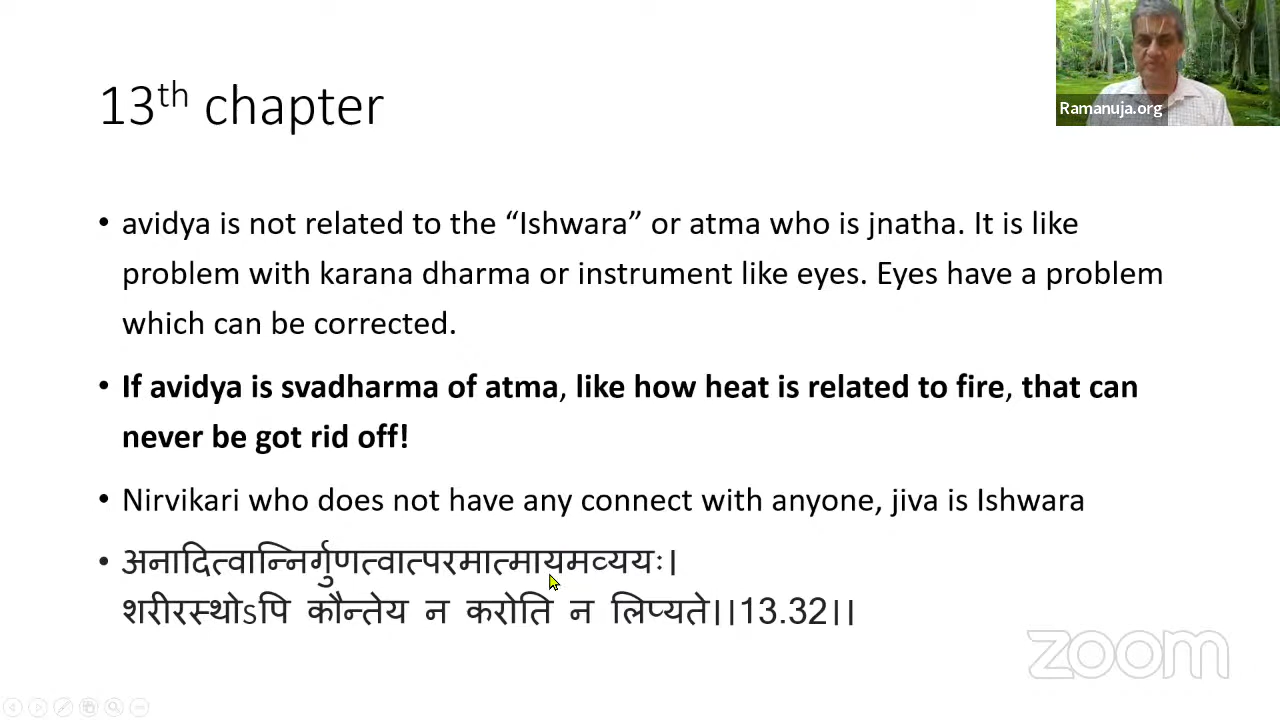 13th chapter
Ramanuja.org
• avidya is not related to the “Ishwara” or atma who is jnatha. It is like
problem with karana dharma or instrument like eyes. Eyes have a problem
which can be corrected.
• If avidya is svadharma of atma, like how heat is related to fire, that can
never be got rid off!
• Nirvikari who does not have any connect with anyone, jiva is Ishwara
• अनादित्वान्निर्गुणत्वात्परमात्मायमव्ययः।
शरीरस्थोऽपि कौन्तेय न करोति न लिप्यते।।13.32।।
zoom